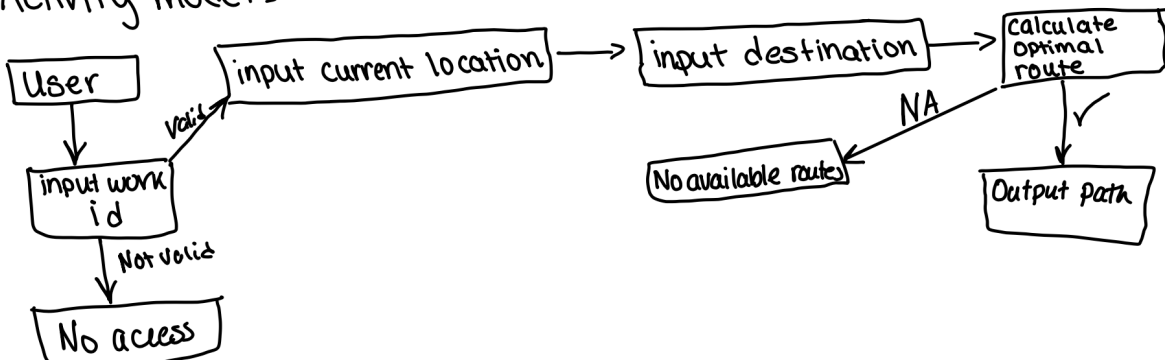 Activity Models
User
input work
id
Valid
Not valid
No acess
input current location
input destination
calculate
optimal
route
NA
No available routes
✓
Output path